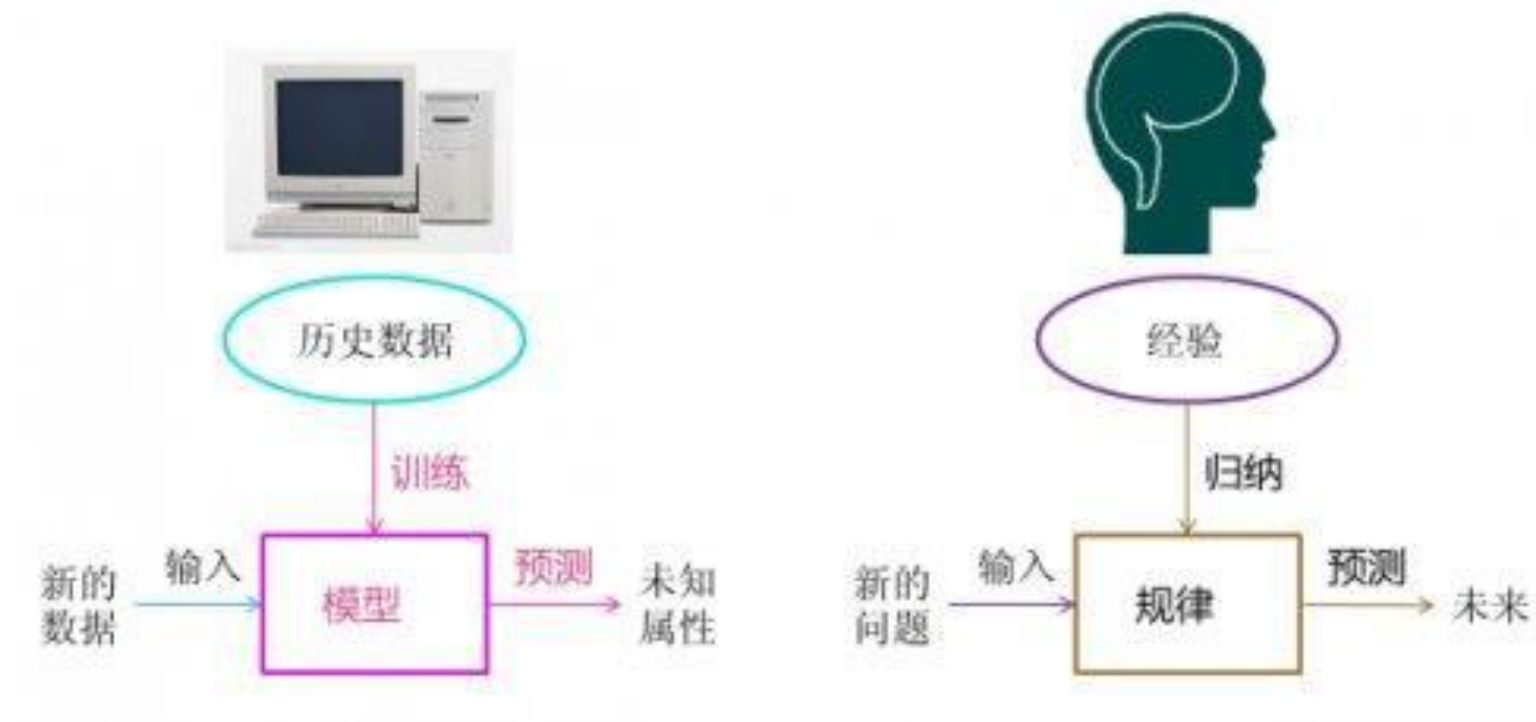 历史数据
训练
新的
数据
输入
模型
预测
未知
属性
经验
归纳
新的
问题
输入
规律
预测
未来